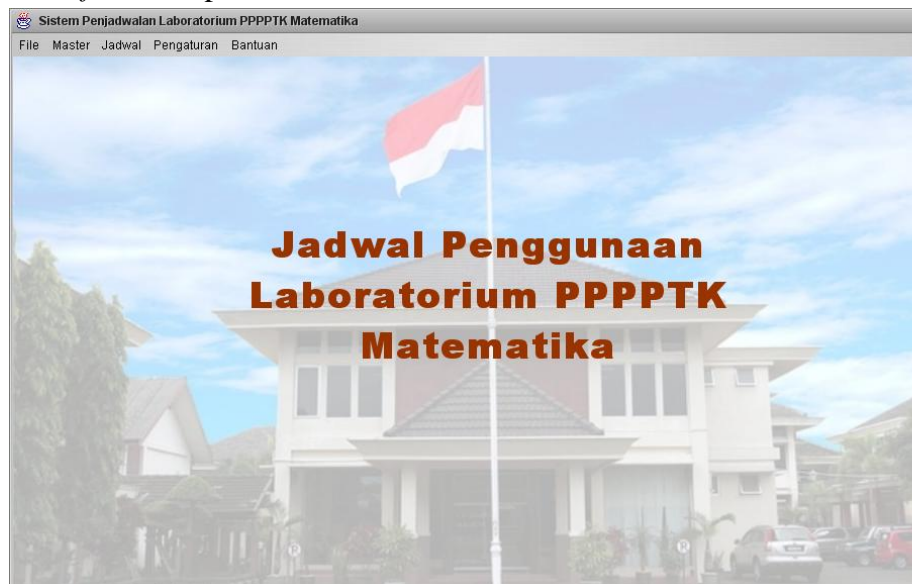 Sistem Penjadwalan Laboratorium PPPPTK Matematika
File Master Jadwal Pengaturan Bantuan
Jadwal Penggunaan
Laboratorium PPPPTK
Matematika